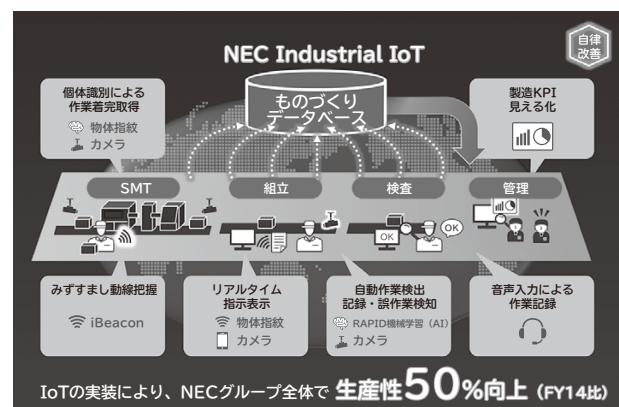 NEC Industrial IoT
自律
改善
個体識別による
作業着完取得
物体指紋
カメラ
ものづくり
データベース
製造KPI
見える化
SMT
組立
検査
管理
OK
OK
みずすまし動線把握
iBeacon
リアルタイム
指示表示
物体指紋
カメラ
自動作業検出
記録・誤作業検知
RAPID機械学習（AI）
カメラ
音声入力による
作業記録
IoTの実装により、NECグループ全体で 生産性50%向上（FY14比）